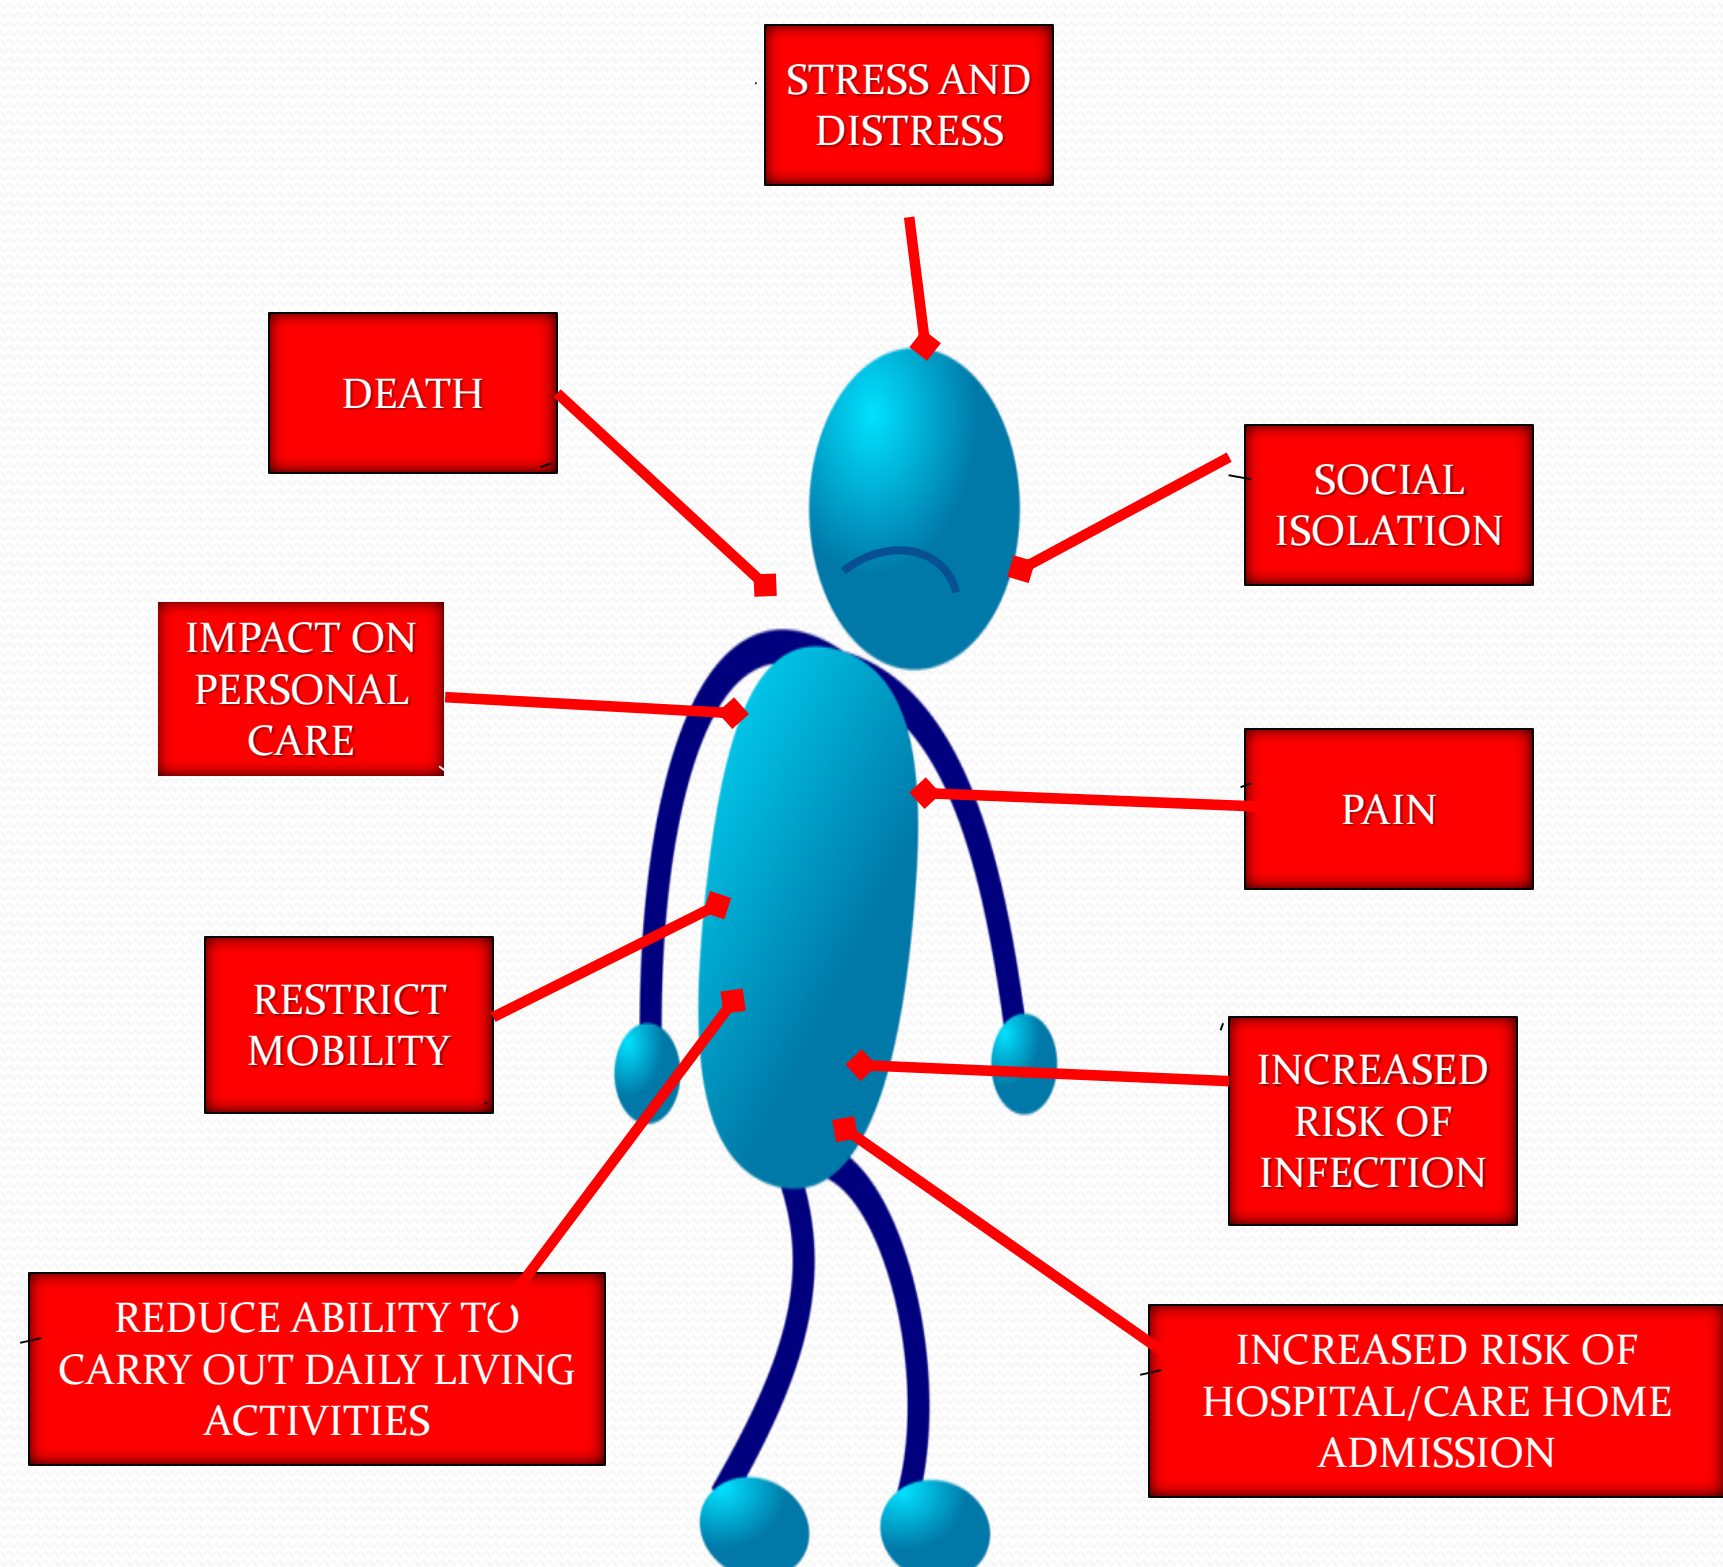 STRESS AND
DISTRESS
DEATH
SOCIAL
ISOLATION
IMPACT ON
PERSONAL
CARE
PAIN
RESTRICT
MOBILITY
INCREASED
RISK OF
INFECTION
REDUCE ABILITY TO
CARRY OUT DAILY LIVING
ACTIVITIES
INCREASED RISK OF
HOSPITAL/CARE HOME
ADMISSION